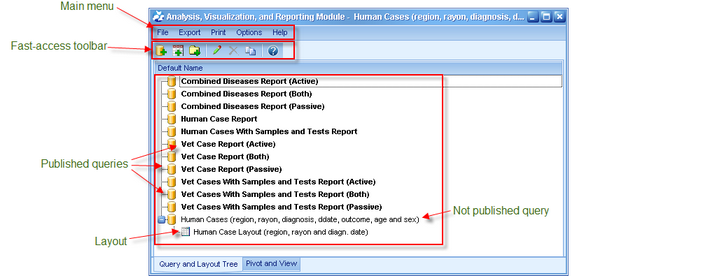 Main menu
Analysis, Visualization, and Reporting Module - Human Cases (region, rayon, diagnosis, d...
File Export Print Options Help
Fast-access toolbar
Default Name
Combined Diseases Report (Active)
Combined Diseases Report (Both)
Combined Diseases Report (Passive)
Human Case Report
Human Cases With Samples and Tests Report
Vet Case Report (Active)
Vet Case Report (Both)
Published queries
Vet Case Report (Passive)
Vet Cases With Samples and Tests Report (Active)
Vet Cases With Samples and Tests Report (Both)
Vet Cases With Samples and Tests Report (Passive)
Human Cases (region, rayon, diagnosis, ddate, outcome, age and sex)
Not published query
Layout
Human Case Layout (region, rayon and diagn. date)
Query and Layout Tree Pivot and View